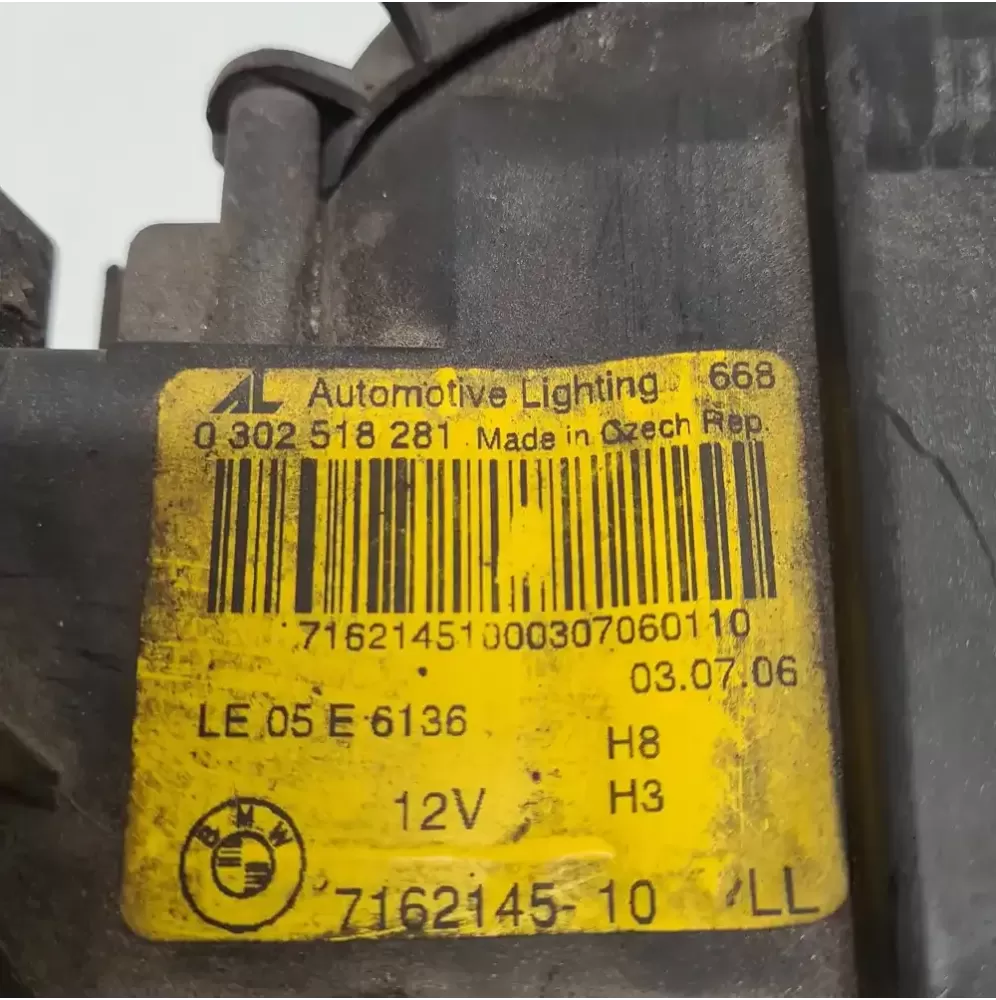 AL Automotive Lighting 668
0 302 518 281 Made in Czech Rep.
716214510000307060110
03.07.06
LE 05 E 6136
H8
12V H3
BMW
7162145-10 LL